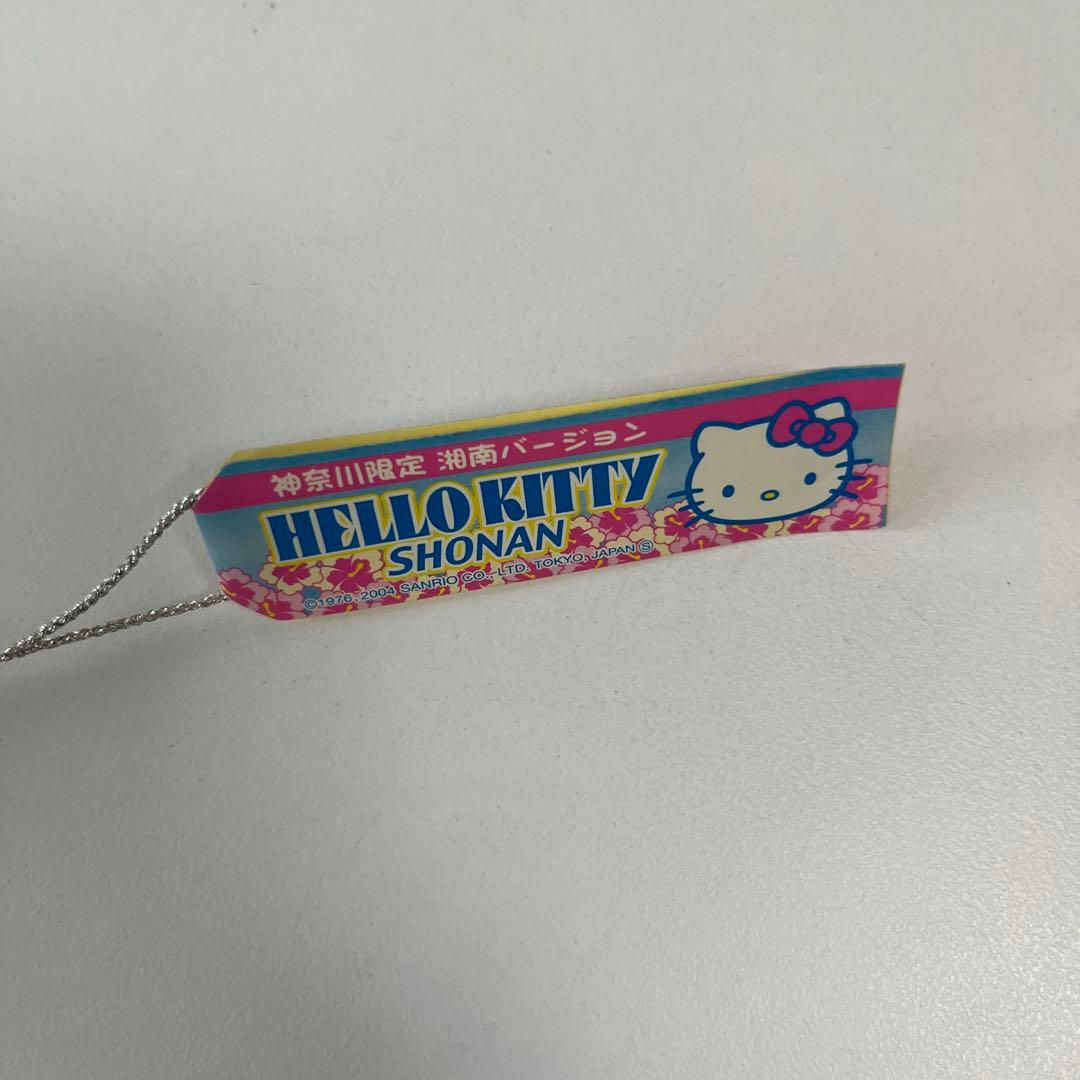 神奈川限定 湘南バージョン
HELLO KITTY
SHONAN
©1976, 2004 SANRIO CO., LTD. TOKYO, JAPAN Ⓢ